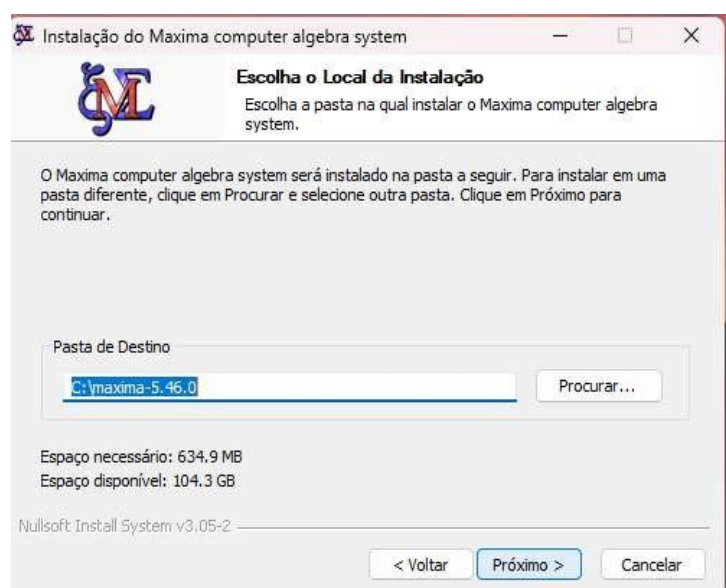 Instalação do Maxima computer algebra system
Escolha o Local da Instalação
Escolha a pasta na qual instalar o Maxima computer algebra
system.
O Maxima computer algebra system será instalado na pasta a seguir. Para instalar em uma
pasta diferente, clique em Procurar e selecione outra pasta. Clique em Próximo para
continuar.
Pasta de Destino
C:\maxima-5.46.0
Procurar...
Espaço necessário: 634.9 MB
Espaço disponível: 104.3 GB
Nullsoft Install System v3.05-2
< Voltar Próximo > Cancelar